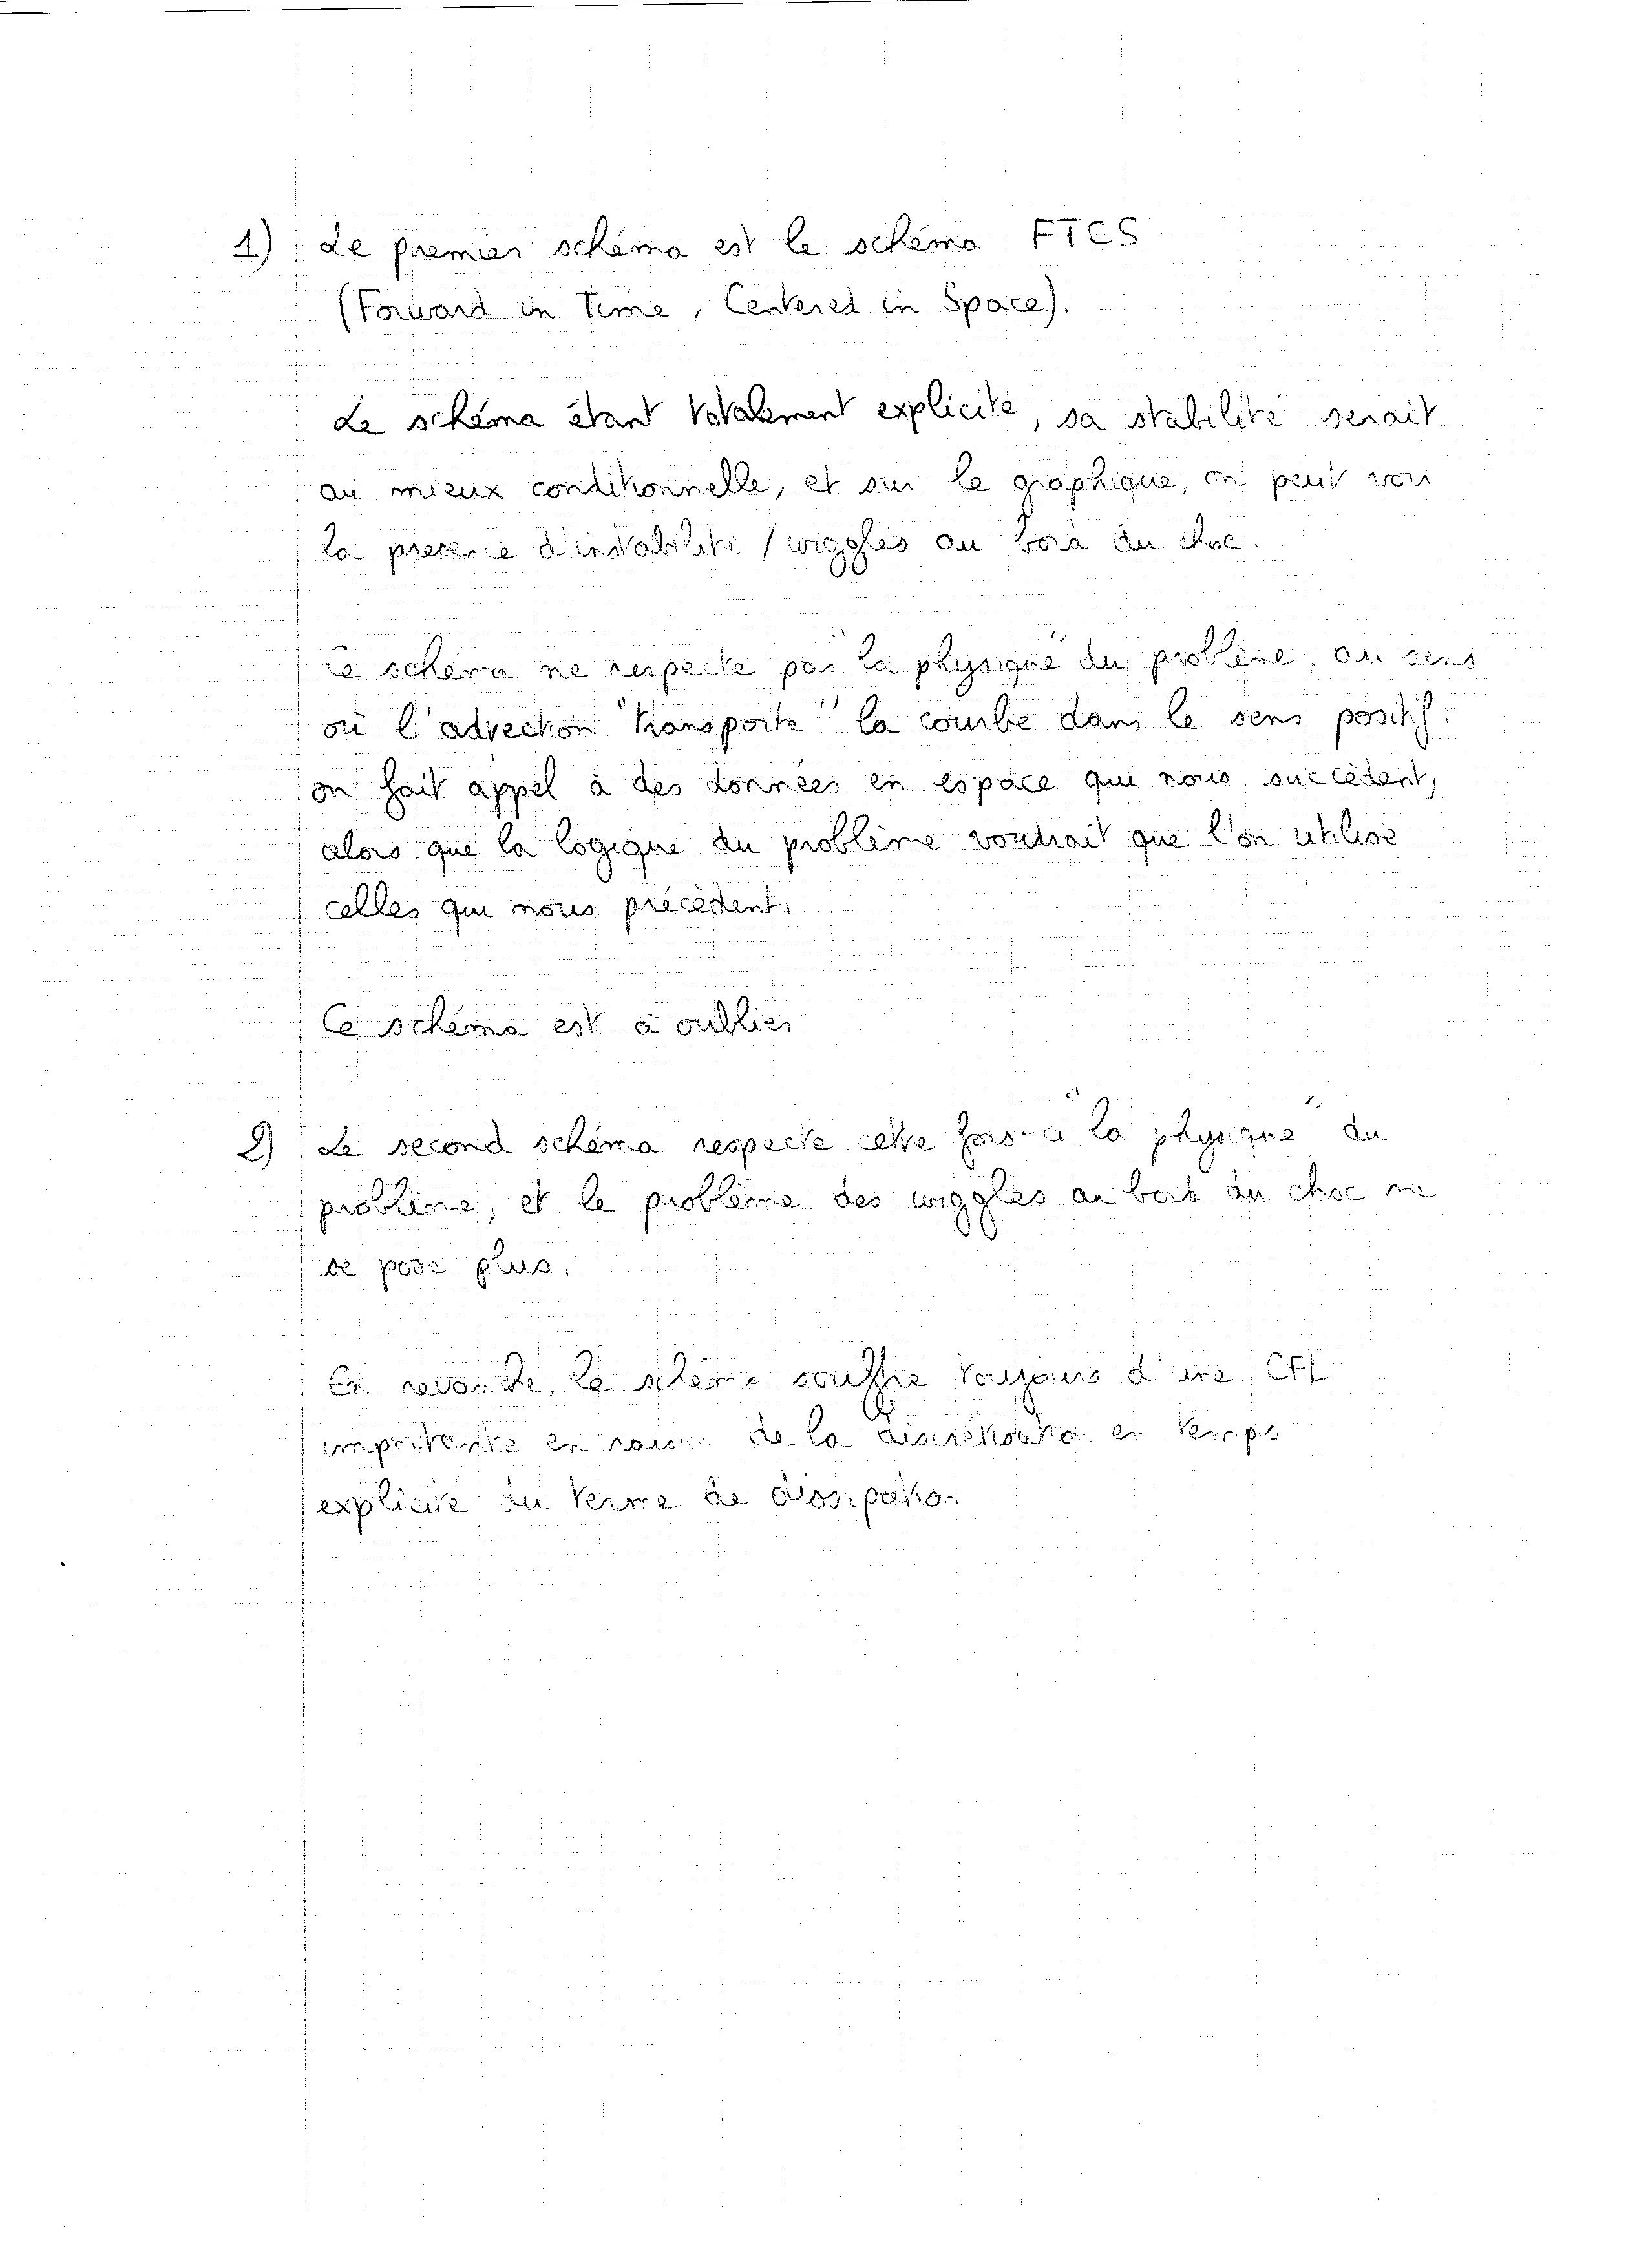 1) Le premier schéma est le schéma FTCS
(Forward in Time, Centered in Space).
Le schéma étant totalement explicite, sa stabilité serait
au mieux conditionnelle, et sur le graphique, on peut voir
la présence d'instabilité / wiggles au bord du choc.
Ce schéma ne respecte pas "la physique" du problème, au sens
où l'advection "transporte" la courbe dans le sens positif :
on fait appel à des données en espace qui nous succèdent,
alors que la logique du problème voudrait que l'on utilise
celles qui nous précèdent.
Ce schéma est à oublier
2) Le second schéma respecte cette fois-ci "la physique" du
problème, et le problème des wiggles au bord du choc ne
se pose plus.
En revanche, le schéma souffre toujours d'une CFL
importante en raison de la discrétisation en temps
explicite du terme de dissipation